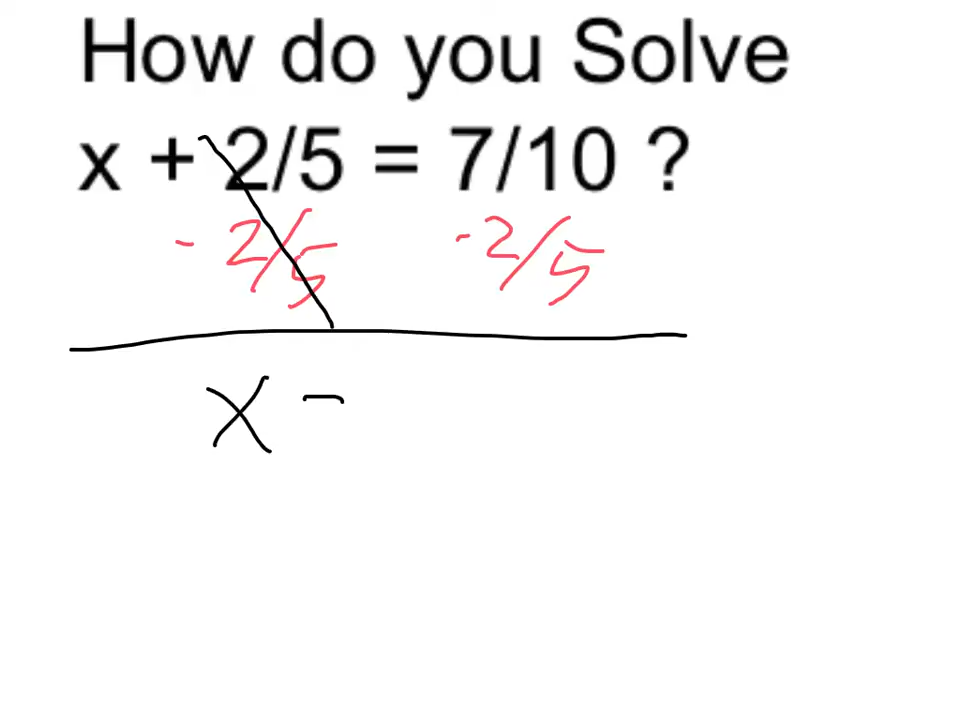 How do you Solve
x + 2/5 = 7/10 ?
- 2/5 -2/5
x -